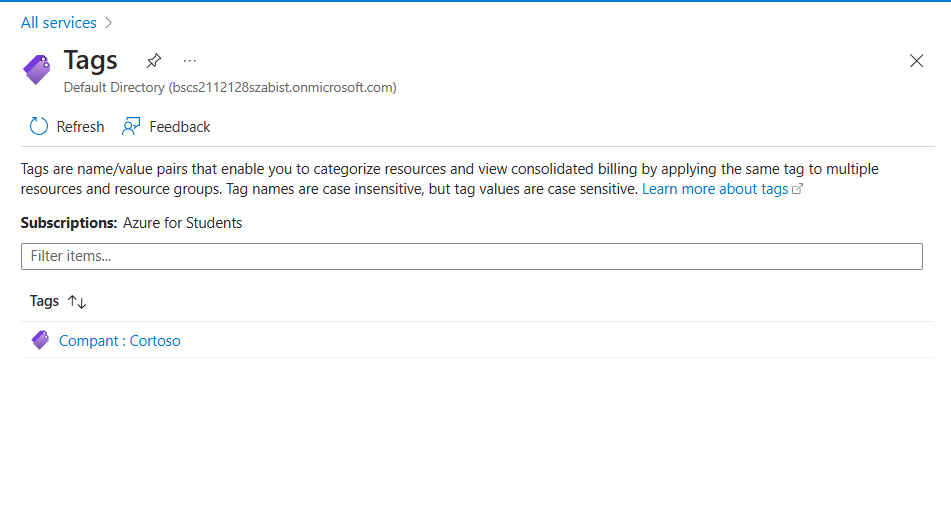 All services
Tags
Default Directory (bscs2112128szabist.onmicrosoft.com)
Refresh Feedback
Tags are name/value pairs that enable you to categorize resources and view consolidated billing by applying the same tag to multiple
resources and resource groups. Tag names are case insensitive, but tag values are case sensitive. Learn more about tags
Subscriptions: Azure for Students
Filter items...
Tags
Compant : Cortoso